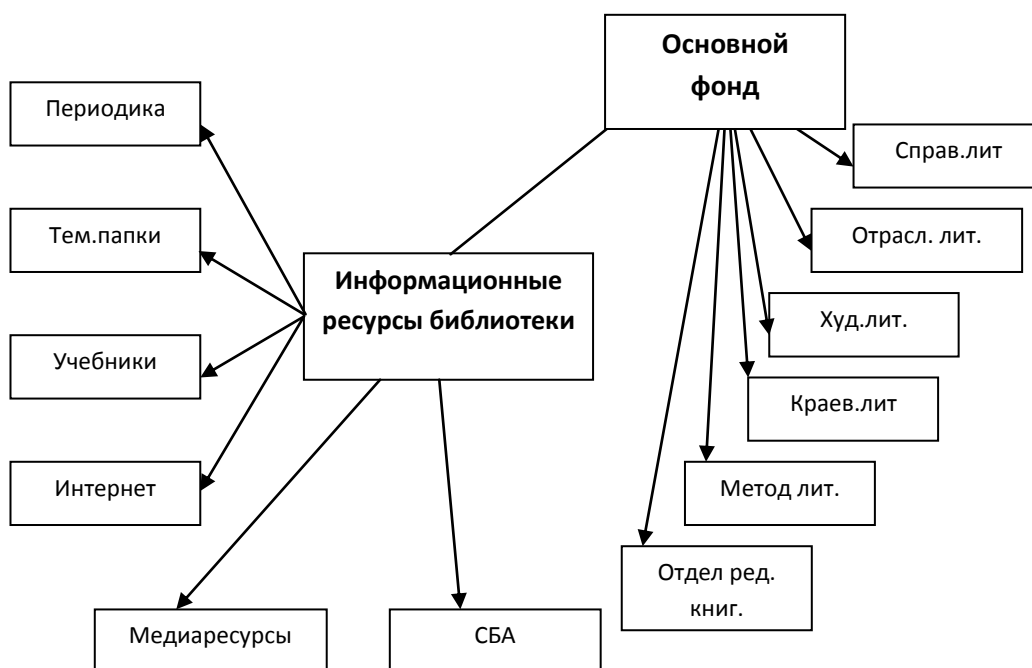 Основной
фонд
Периодика
Справ.лит
Тем.папки
Отрасл. лит.
Информационные
ресурсы библиотеки
Худ.лит.
Учебники
Краев.лит
Интернет
Метод лит.
Отдел ред.
книг.
Медиаресурсы
СБА